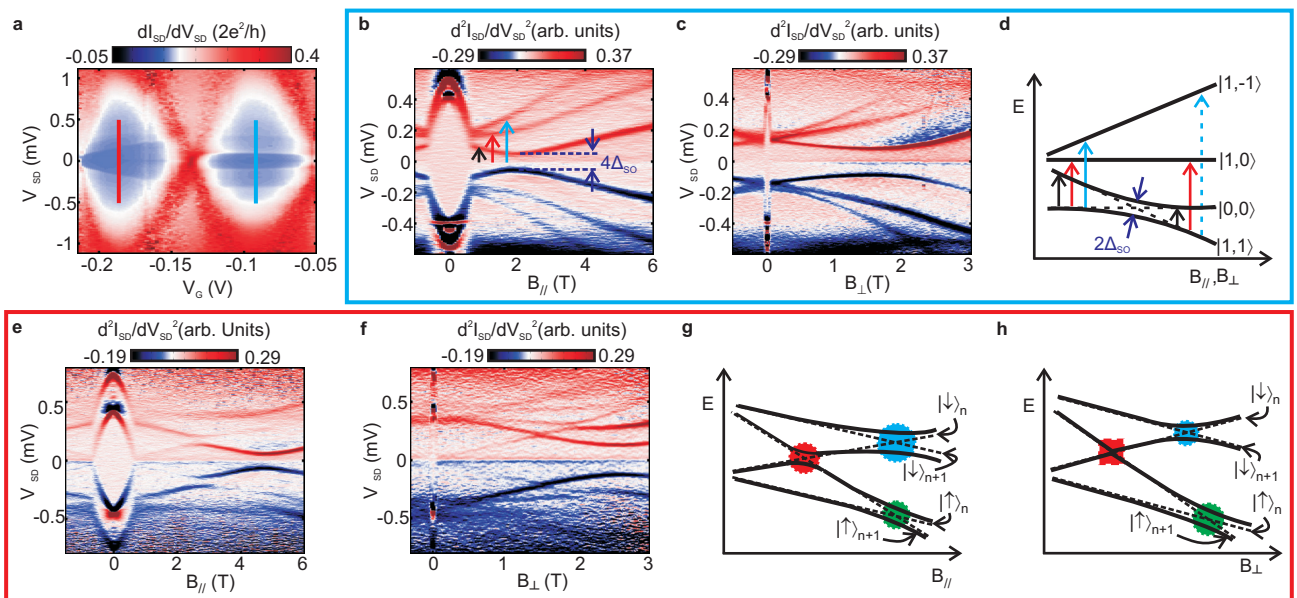 a
dI_SD/dV_SD (2e²/h)
-0.05
0.4
1
0.5
0
-0.5
-1
V_SD (mV)
-0.2
-0.15
-0.1
-0.05
V_G (V)
b
d²I_SD/dV_SD² (arb. units)
-0.29
0.37
0.4
0.2
0
-0.2
-0.4
V_SD (mV)
4Δ_SO
0
2
4
6
B_// (T)
c
d²I_SD/dV_SD² (arb. units)
-0.29
0.37
0.4
0.2
0
-0.2
-0.4
V_SD (mV)
0
1
2
3
B_⊥(T)
d
E
|1,-1⟩
|1,0⟩
|0,0⟩
|1,1⟩
2Δ_SO
B_//,B_⊥
e
d²I_SD/dV_SD² (arb. Units)
-0.19
0.29
0.5
0
-0.5
V_SD (mV)
0
2
4
6
B_// (T)
f
d²I_SD/dV_SD² (arb. units)
-0.19
0.29
0.5
0
-0.5
V_SD (mV)
0
1
2
3
B_⊥ (T)
g
E
|↓⟩_n
|↓⟩_n+1
|↑⟩_n
|↑⟩_n+1
B_//
h
E
|↓⟩_n
|↓⟩_n+1
|↑⟩_n
|↑⟩_n+1
B_⊥